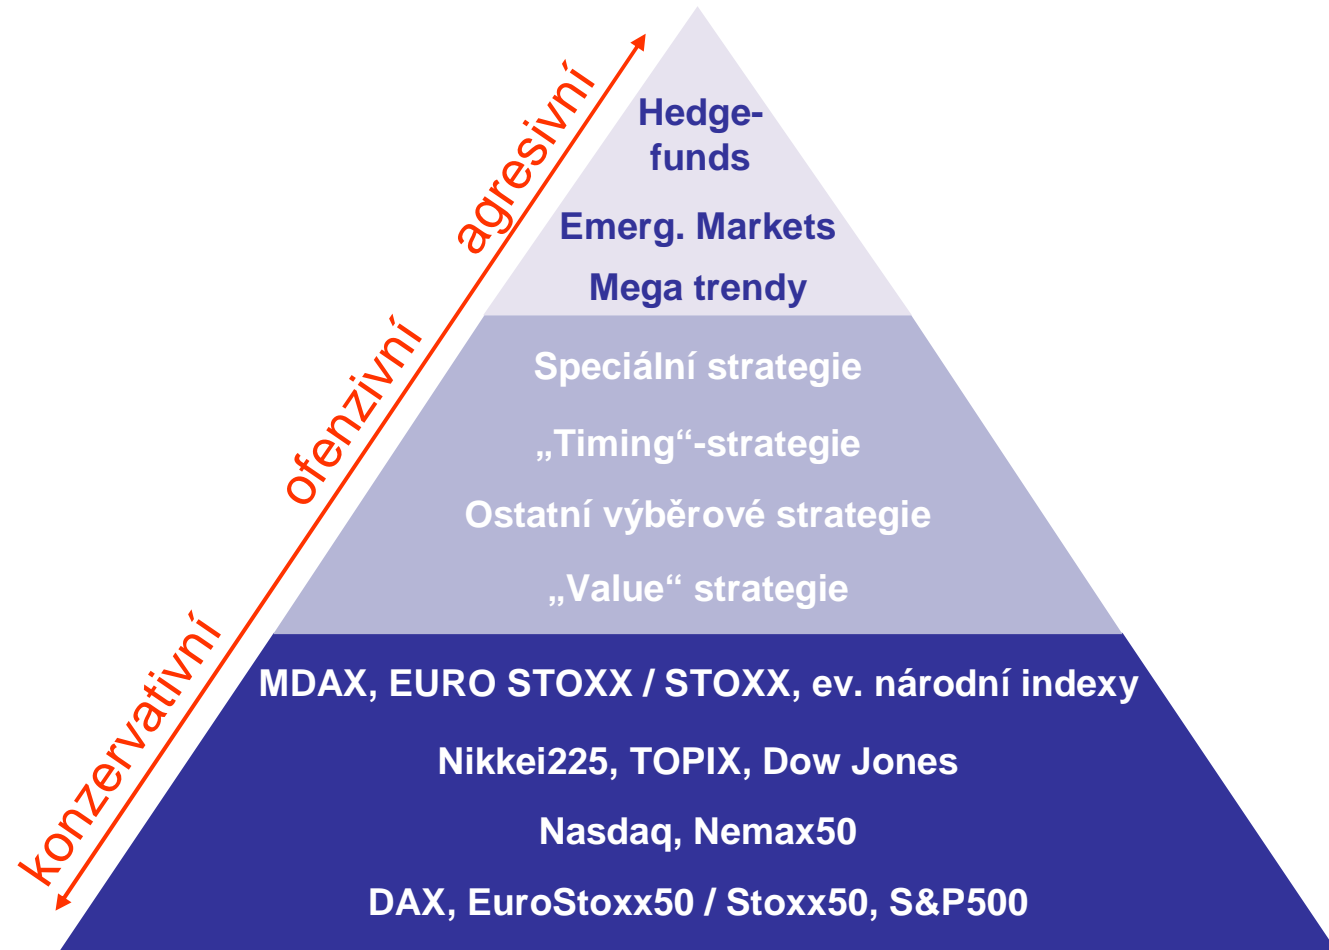 agresivní
ofenzivní
konzervativní
Hedge-
funds
Emerg. Markets
Mega trendy
Speciální strategie
„Timing“-strategie
Ostatní výběrové strategie
„Value“ strategie
MDAX, EURO STOXX / STOXX, ev. národní indexy
Nikkei225, TOPIX, Dow Jones
Nasdaq, Nemax50
DAX, EuroStoxx50 / Stoxx50, S&P500